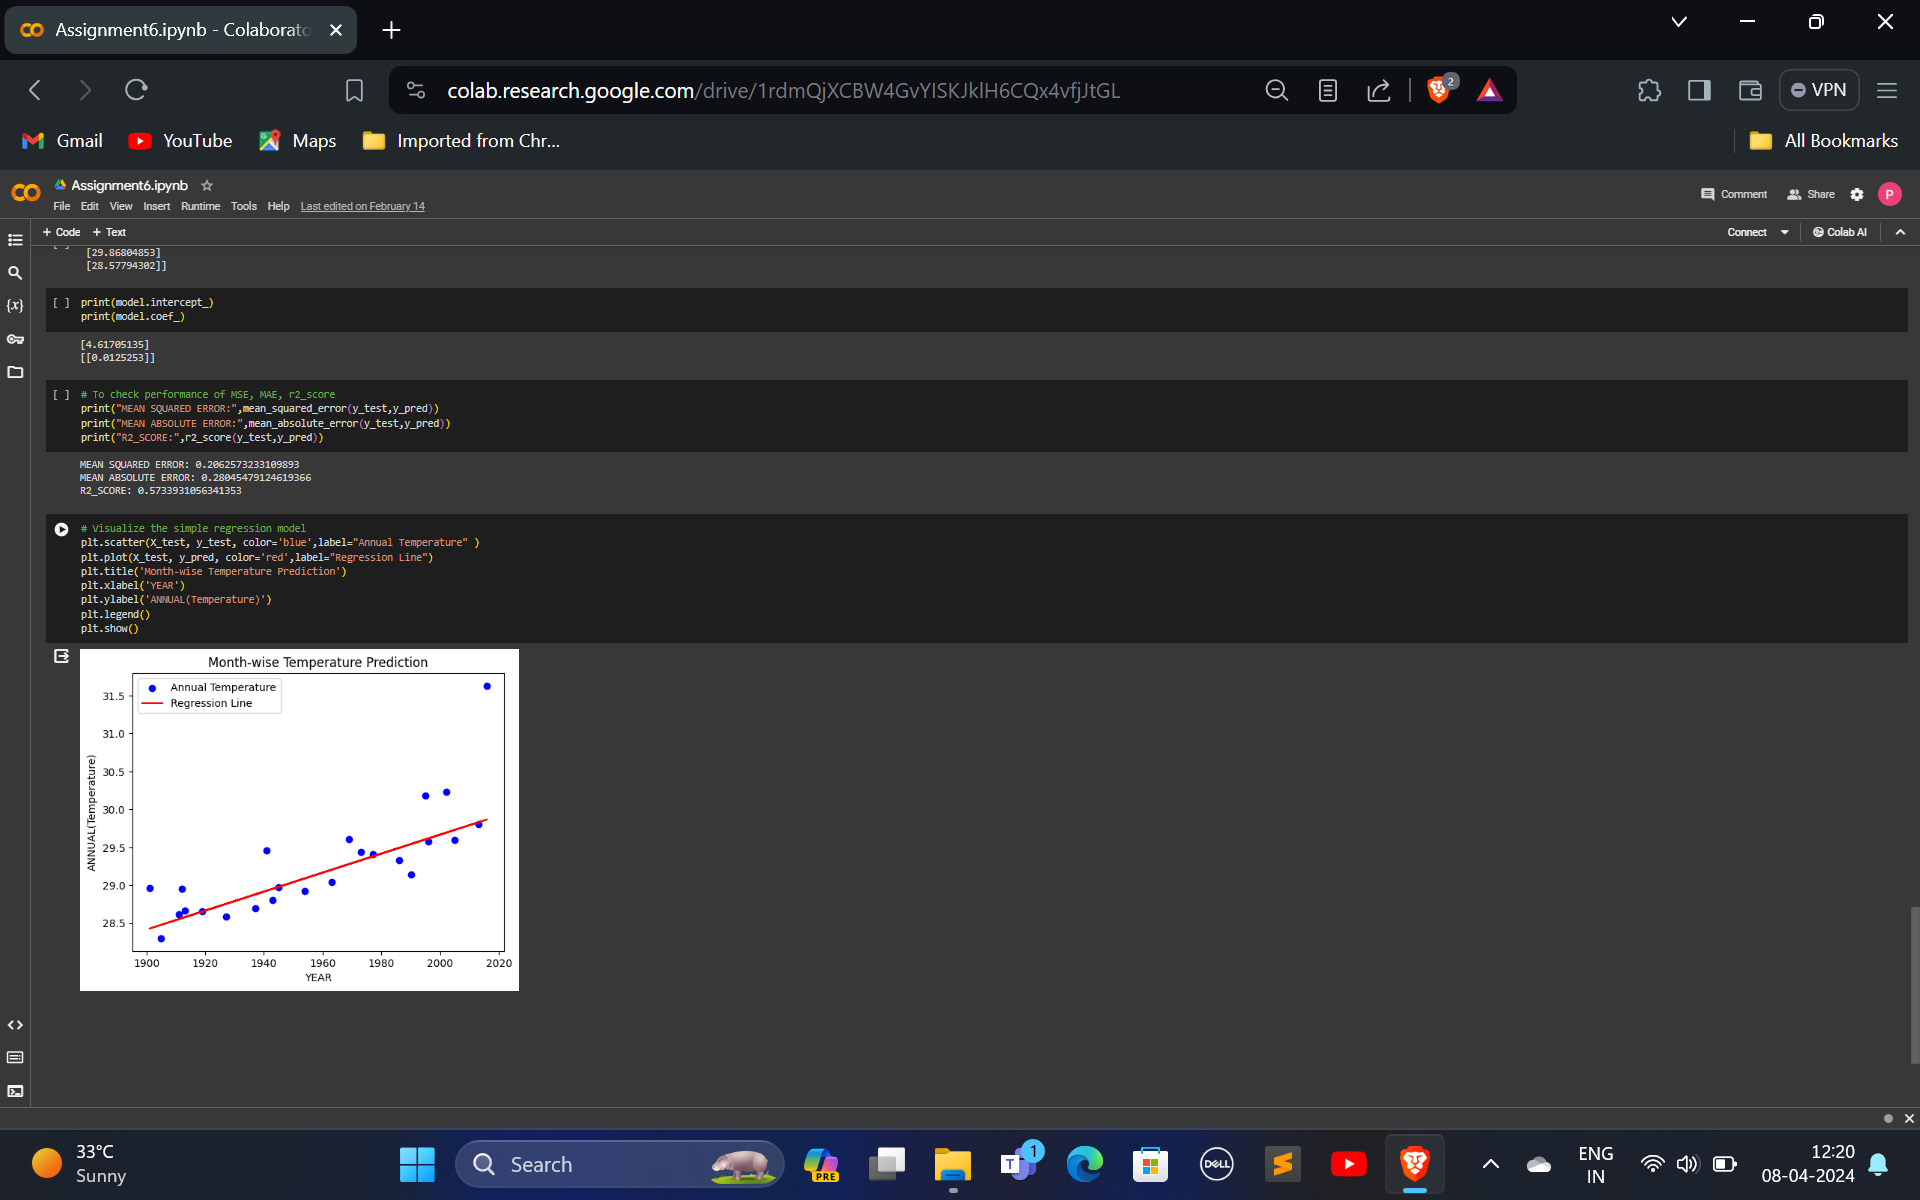 Assignment6.ipynb - Colaborato
colab.research.google.com/drive/1rdmQjXCBW4GvYISKJklH6CQx4vfjJtGL
2
VPN
Gmail
YouTube
Maps
Imported from Chr...
All Bookmarks
Assignment6.ipynb
File Edit View Insert Runtime Tools Help Last edited on February 14
Comment
Share
P
+ Code + Text
Connect
Colab AI
[29.86804853]
[28.57794302]]
[ ] print(model.intercept_)
print(model.coef_)
[4.61705135]
[[0.0125253]]
[ ] # To check performance of MSE, MAE, r2_score
print("MEAN SQUARED ERROR:",mean_squared_error(y_test,y_pred))
print("MEAN ABSOLUTE ERROR:",mean_absolute_error(y_test,y_pred))
print("R2_SCORE:",r2_score(y_test,y_pred))
MEAN SQUARED ERROR: 0.2062573233109893
MEAN ABSOLUTE ERROR: 0.28045479124619366
R2_SCORE: 0.5733931056341353
# Visualize the simple regression model
plt.scatter(X_test, y_test, color='blue',label="Annual Temperature" )
plt.plot(X_test, y_pred, color='red',label="Regression Line")
plt.title('Month-wise Temperature Prediction')
plt.xlabel('YEAR')
plt.ylabel('ANNUAL(Temperature)')
plt.legend()
plt.show()
Month-wise Temperature Prediction
Annual Temperature
Regression Line
31.5
31.0
30.5
30.0
29.5
29.0
28.5
ANNUAL(Temperature)
1900 1920 1940 1960 1980 2000 2020
YEAR
33°C
Sunny
Search
PRE
T
1
DELL
ENG
IN
12:20
08-04-2024